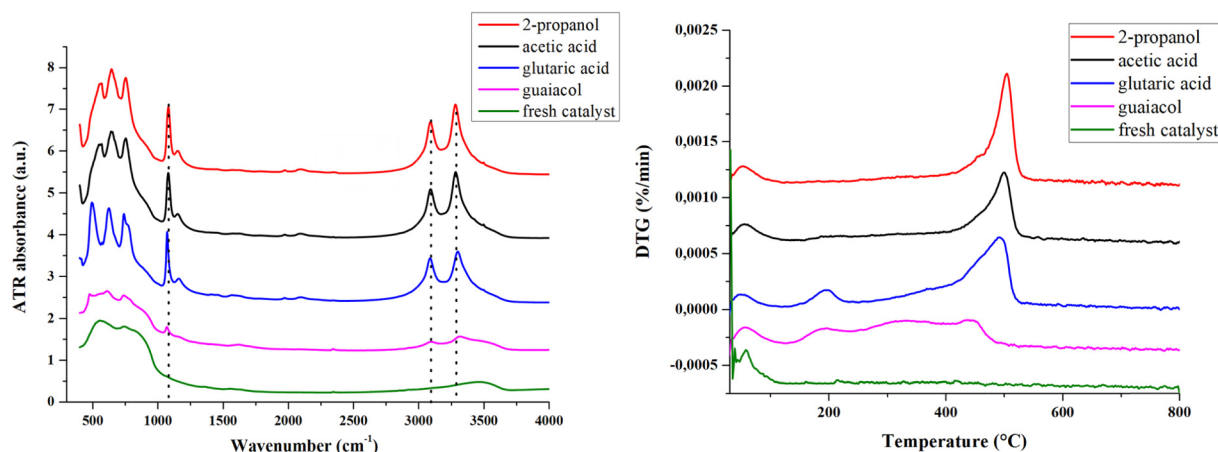 2-propanol
acetic acid
glutaric acid
guaiacol
fresh catalyst
8
7
6
5
4
3
2
1
0
500 1000 1500 2000 2500 3000 3500 4000
ATR absorbancc (a.u.)
Wavenumber (cm-1)
0,0025
0,0020
0,0015
0,0010
0,0005
0,0000
-0,0005
2-propanol
acetic acid
glutaric acid
guaiacol
fresh catalyst
200 400 600 800
DTG (%/min)
Temperature (°C)